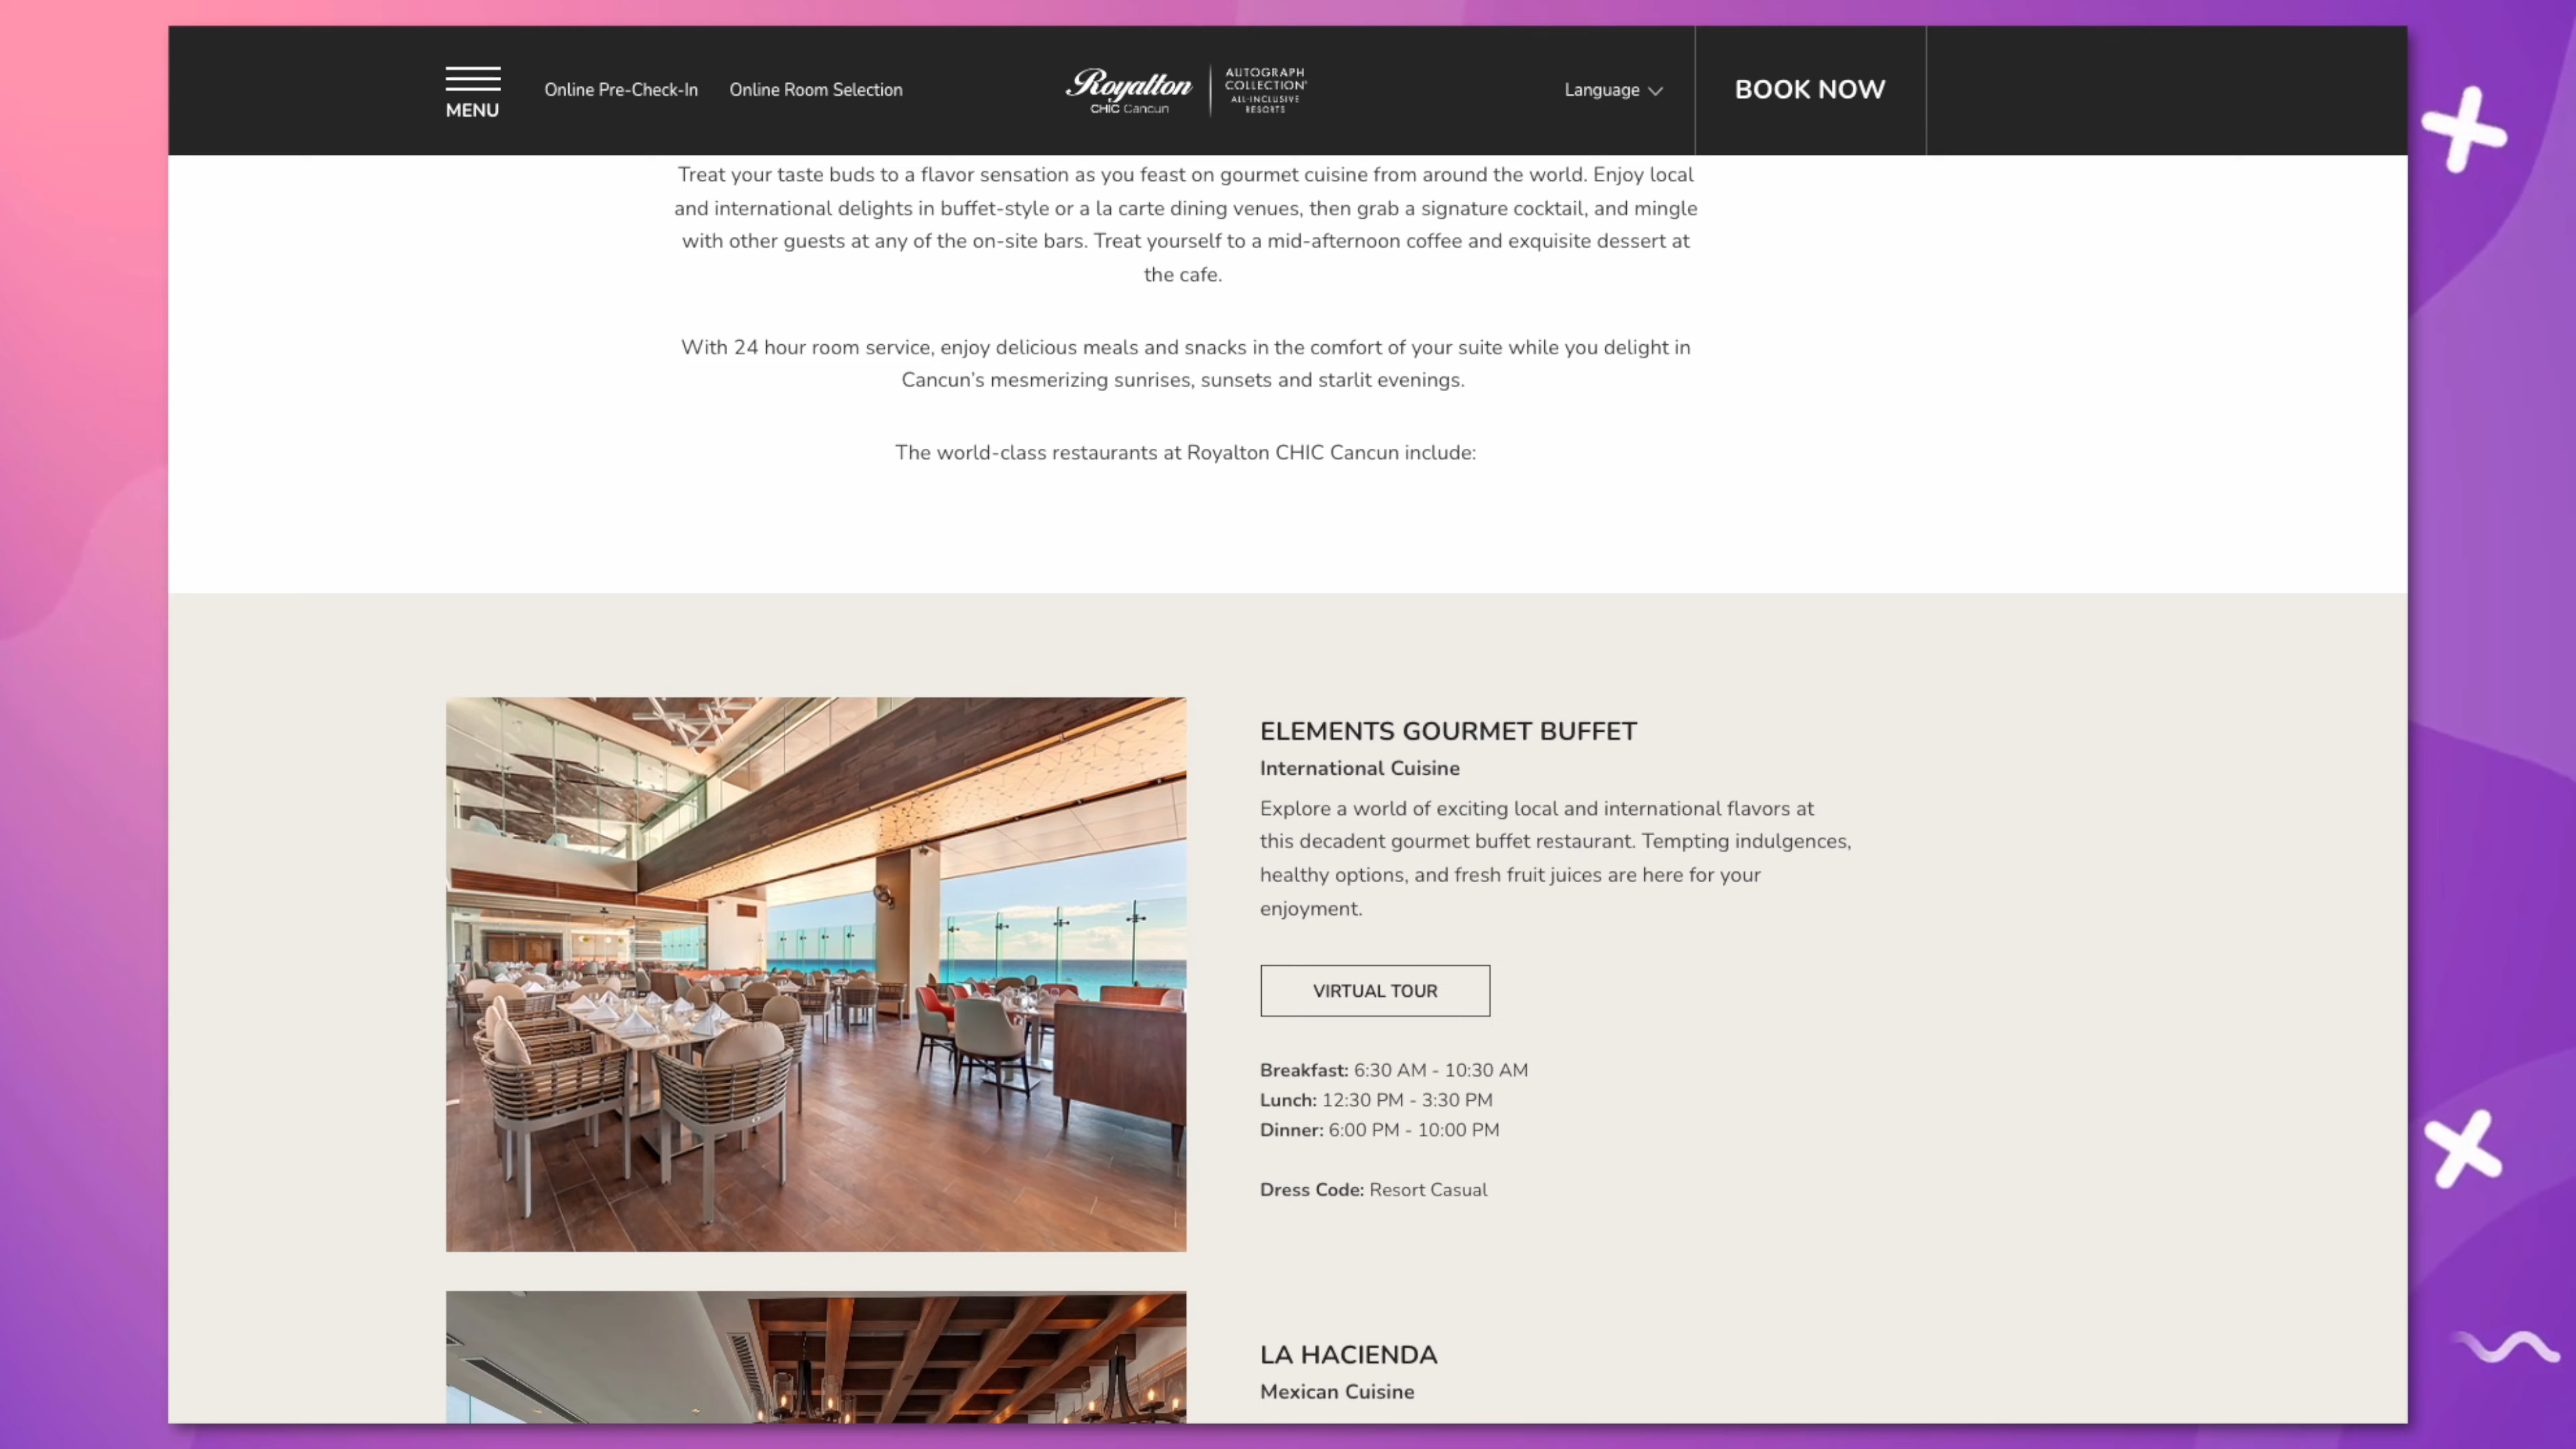 MENU
Online Pre-Check-In
Online Room Selection
Royalton
CHIC Cancun
AUTOGRAPH
COLLECTION®
ALL-INCLUSIVE
RESORTS
Language
BOOK NOW
Treat your taste buds to a flavor sensation as you feast on gourmet cuisine from around the world. Enjoy local
and international delights in buffet-style or a la carte dining venues, then grab a signature cocktail, and mingle
with other guests at any of the on-site bars. Treat yourself to a mid-afternoon coffee and exquisite dessert at
the cafe.
With 24 hour room service, enjoy delicious meals and snacks in the comfort of your suite while you delight in
Cancun's mesmerizing sunrises, sunsets and starlit evenings.
The world-class restaurants at Royalton CHIC Cancun include:
ELEMENTS GOURMET BUFFET
International Cuisine
Explore a world of exciting local and international flavors at
this decadent gourmet buffet restaurant. Tempting indulgences,
healthy options, and fresh fruit juices are here for your
enjoyment.
VIRTUAL TOUR
Breakfast: 6:30 AM - 10:30 AM
Lunch: 12:30 PM - 3:30 PM
Dinner: 6:00 PM - 10:00 PM
Dress Code: Resort Casual
LA HACIENDA
Mexican Cuisine